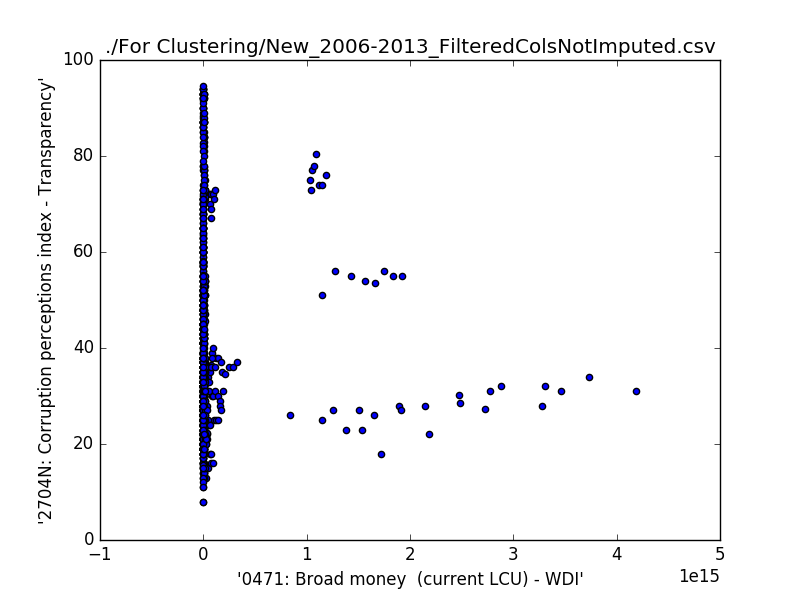 ./For Clustering/New_2006-2013_FilteredColsNotImputed.csv
100
80
60
40
20
0
'2704N: Corruption perceptions index - Transparency'
−1 0 1 2 3 4 5
1e15
'0471: Broad money  (current LCU) - WDI'